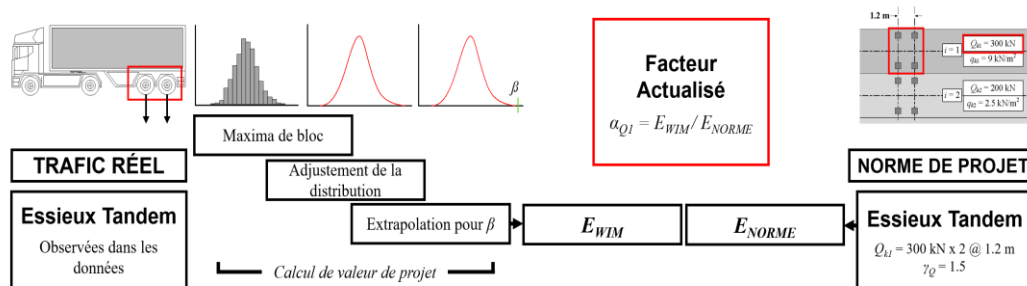 β
Maxima de bloc
Adjustement de la
distribution
Extrapolation pour β
Calcul de valeur de projet
TRAFIC RÉEL
Essieux Tandem
Observées dans les
données
Facteur
Actualisé
αQ1 = EWIM / ENORME
EWIM
ENORME
1.2 m
i = 1
Qk1 = 300 kN
qk1 = 9 kN/m²
i = 2
Qk2 = 200 kN
qk2 = 2.5 kN/m²
NORME DE PROJET
Essieux Tandem
Qk1 = 300 kN x 2 @ 1.2 m
γQ = 1.5